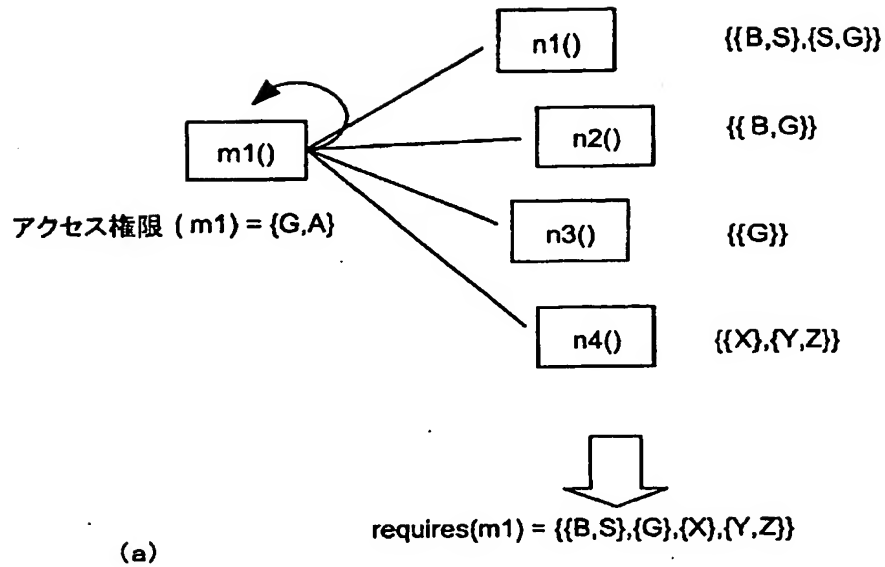 n1() {{B,S},{S,G}}
n2() {{ B,G}}
m1()
アクセス権限 ( m1) = {G,A}
n3() {{G}}
n4() {{X},{Y,Z}}
requires(m1) = {{B,S},{G},{X},{Y,Z}}
(a)